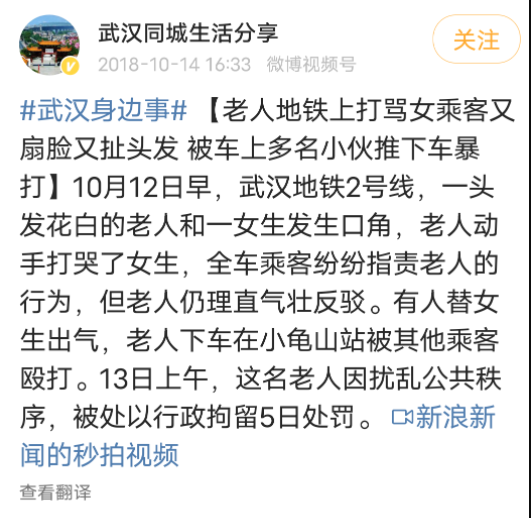 武汉同城生活分享
关注
2018-10-14 16:33 微博视频号
#武汉身边事# 【老人地铁上打骂女乘客又
扇脸又扯头发 被车上多名小伙推下车暴
打】10月12日早，武汉地铁2号线，一头
发花白的老人和一女生发生口角，老人动
手打哭了女生，全车乘客纷纷指责老人的
行为，但老人仍理直气壮反驳。有人替女
生出气，老人下车在小龟山站被其他乘客
殴打。13日上午，这名老人因扰乱公共秩
序，被处以行政拘留5日处罚。 新浪新
闻的秒拍视频
查看翻译